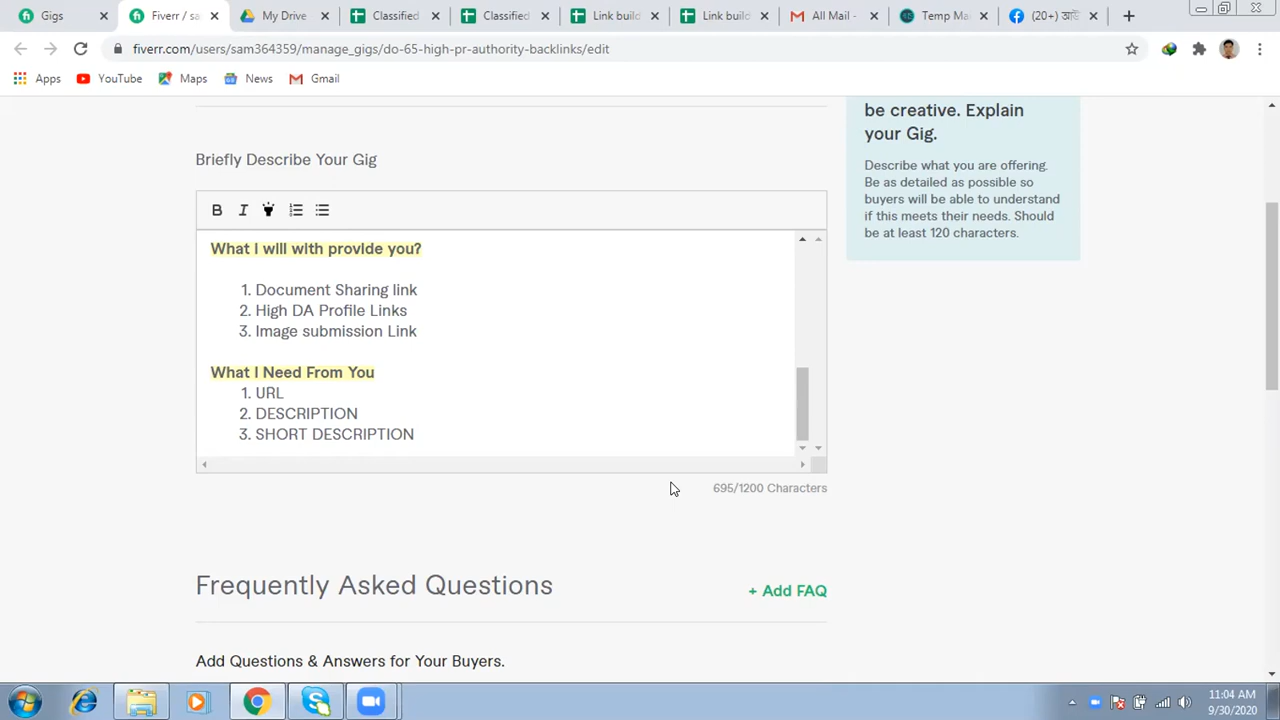 Gigs
Fiverr / sa
My Drive
Classified
Classified
Link build
Link build
All Mail -
Temp Ma
(20+)
fiverr.com/users/sam364359/manage_gigs/do-65-high-pr-authority-backlinks/edit
Apps
YouTube
Maps
News
Gmail
be creative. Explain
your Gig.
Describe what you are offering.
Be as detailed as possible so
buyers will be able to understand
if this meets their needs. Should
be at least 120 characters.
Briefly Describe Your Gig
B I
What I will with provide you?
1. Document Sharing link
2. High DA Profile Links
3. Image submission Link
What I Need From You
1. URL
2. DESCRIPTION
3. SHORT DESCRIPTION
695/1200 Characters
Frequently Asked Questions
+ Add FAQ
Add Questions & Answers for Your Buyers.
11:04 AM
9/30/2020